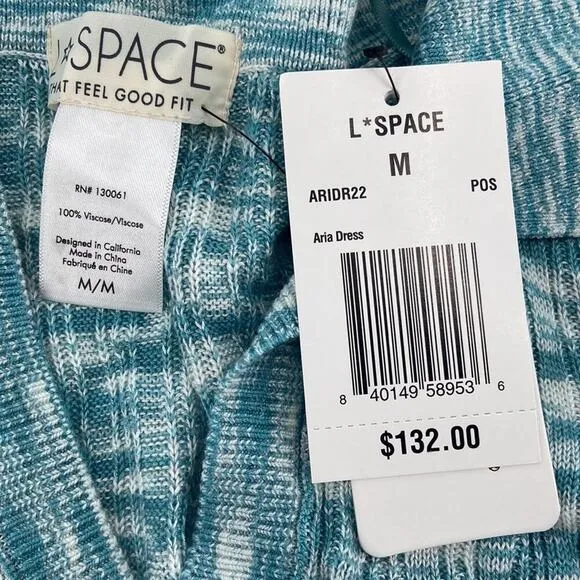 L*SPACE®
THAT FEEL GOOD FIT
RN# 130061
100% Viscose/Viscose
Designed in California
Made in China
Fabriqué en Chine
M/M
L*SPACE
M
ARIDR22 POS
Aria Dress
8 40149 58953 6
$132.00